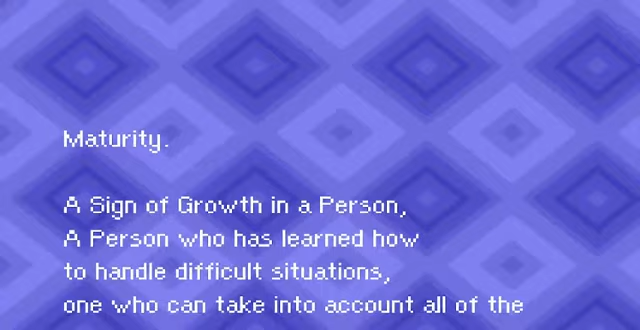 Maturity.
A Sign of Growth in a Person,
A Person who has learned how
to handle difficult situations,
one who can take into account all of the